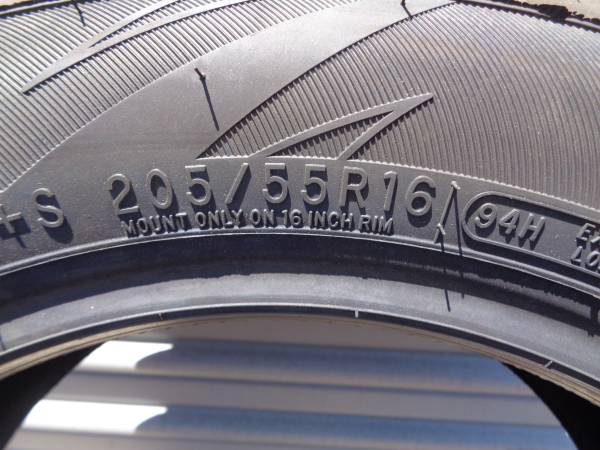 +S 205/55R16 94H
MOUNT ONLY ON 16 INCH RIM